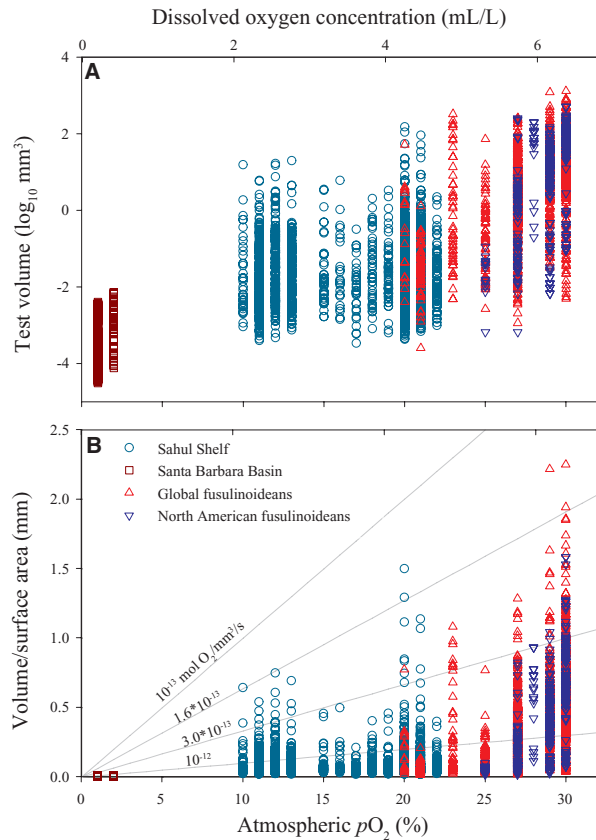 Dissolved oxygen concentration (mL/L)
0 2 4 6
A
Test volume (log10 mm³)
4
2
0
-2
-4
B
Volume/surface area (mm)
2.5
2.0
1.5
1.0
0.5
0.0
Sahul Shelf
Santa Barbara Basin
Global fusulinoideans
North American fusulinoideans
10⁻¹³ mol O₂/mm³/s
1.6*10⁻¹³
3.0*10⁻¹³
10⁻¹²
0 5 10 15 20 25 30
Atmospheric pO₂ (%)